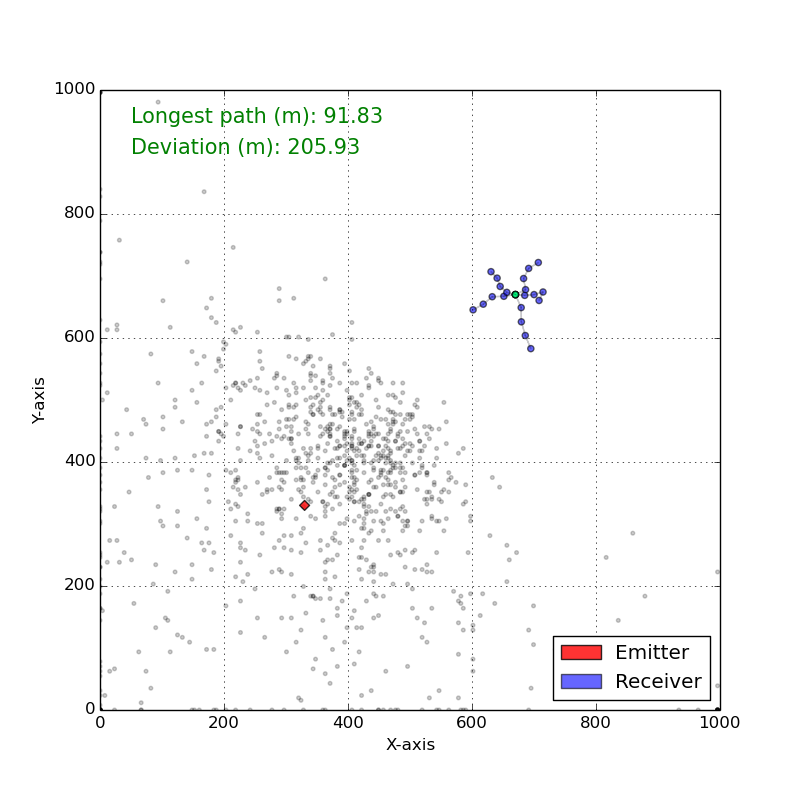 1000
Longest path (m): 91.83
Deviation (m): 205.93
800
600
Y-axis
400
200
Emitter
Receiver
0
0 200 400 600 800 1000
X-axis